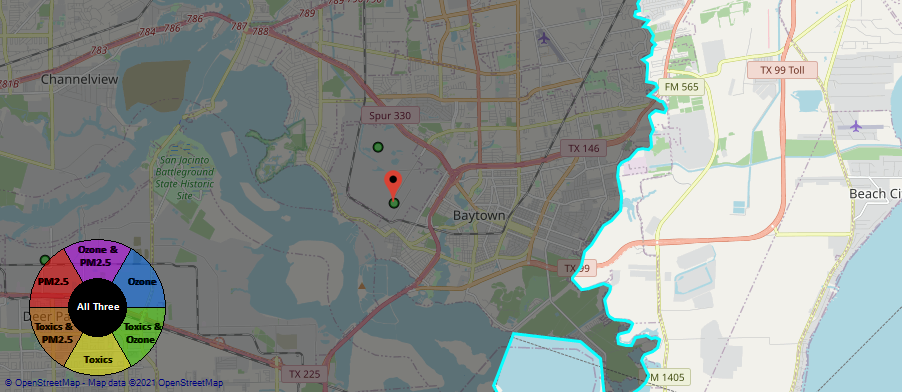 784
786
787
788
783
781B
Channelview
TX 99 Toll
FM 565
Spur 330
TX 146
San Jacinto
Battleground
State Historic
Site
Beach Ci
Baytown
Ozone &
PM2.5
PM2.5
Ozone
TX 99
All Three
Deer Pa
Toxics &
PM2.5
Toxics &
Ozone
Toxics
TX 225
M 1405
© OpenStreetMap - Map data ©2021 OpenStreetMap